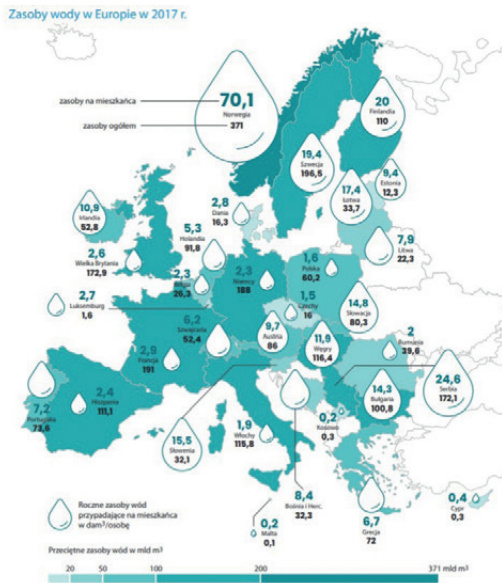 Zasoby wody w Europie w 2017 r.
zasoby na mieszkańca
70,1
Norwegia
zasoby ogółem
371
20
Finlandia
110
19,4
Szwecja
196,5
9,4
Estonia
12,3
17,4
Łotwa
33,7
10,9
Irlandia
52,8
2,8
Dania
16,3
5,3
Holandia
91,8
7,9
Litwa
22,3
2,6
Wielka Brytania
172,9
2,3
Belgia
26,3
2,3
Niemcy
188
1,6
Polska
60,2
2,7
Luksemburg
1,6
1,5
Czechy
16
14,8
Słowacja
80,3
6,2
Szwajcaria
52,4
9,7
Austria
86
11,9
Węgry
116,4
2
Rumunia
39,6
2,9
Francja
191
24,6
Serbia
172,1
14,3
Bułgaria
100,8
7,2
Portugalia
73,6
2,4
Hiszpania
111,1
1,9
Włochy
115,8
0,2
Kosowo
0,3
15,5
Słowenia
32,1
8,4
Bośnia i Herc.
32,3
0,2
Malta
0,1
6,7
Grecja
72
0,4
Cypr
0,3
Roczne zasoby wód
przypadające na mieszkańca
w dam³/osobę
Przeciętne zasoby wód w mld m³
20 50 100 200 371 mld m³